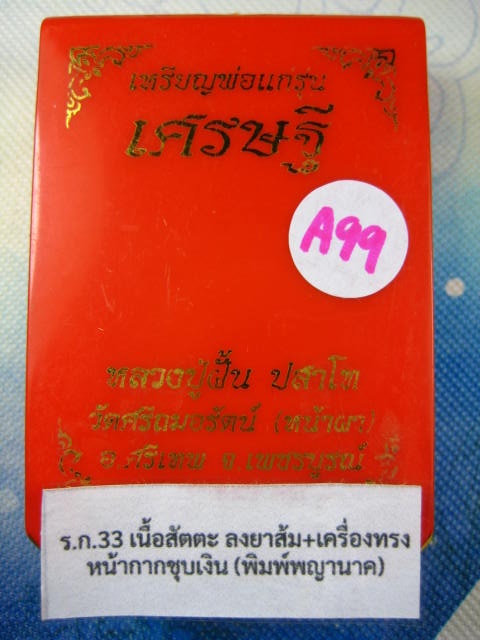 เหรียญพ่อแก่รุ่น
เศรษฐี
A99
หลวงปู่ฝั้น ปสาโท
วัดศรีถมอรัตน์ (หน้าผา)
อ.ศรีเทพ จ.เพชรบูรณ์
ร.ก.33 เนื้อสัตตะ ลงยาส้ม+เครื่องทรง
หน้ากากชุบเงิน (พิมพ์พญานาค)